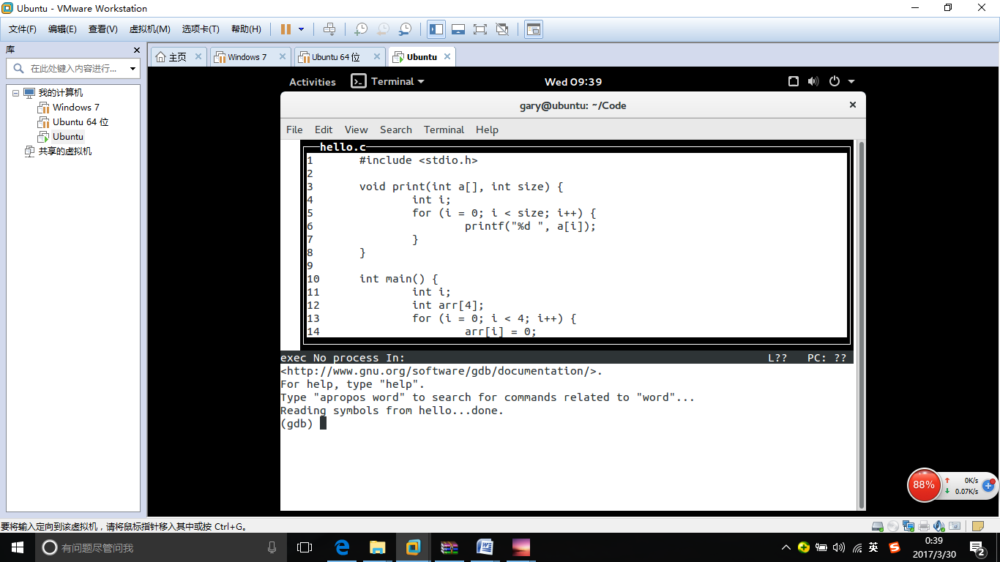 Ubuntu - VMware Workstation
文件(F) 编辑(E) 查看(V) 虚拟机(M) 选项卡(T) 帮助(H)
库
在此处键入内容进行...
我的计算机
Windows 7
Ubuntu 64 位
Ubuntu
共享的虚拟机
主页 Windows 7 Ubuntu 64 位 Ubuntu
Activities Terminal Wed 09:39
gary@ubuntu: ~/Code
File Edit View Search Terminal Help
hello.c
1 #include <stdio.h>
2
3 void print(int a[], int size) {
4 int i;
5 for (i = 0; i < size; i++) {
6 printf("%d ", a[i]);
7 }
8 }
9
10 int main() {
11 int i;
12 int arr[4];
13 for (i = 0; i < 4; i++) {
14 arr[i] = 0;
exec No process In: L?? PC: ??
<http://www.gnu.org/software/gdb/documentation/>.
For help, type "help".
Type "apropos word" to search for commands related to "word"...
Reading symbols from hello...done.
(gdb)
88% 0K/s
0.07K/s
要将输入定向到该虚拟机，请将鼠标指针移入其中或按 Ctrl+G。
有问题尽管问我
英
0:39
2017/3/30
2